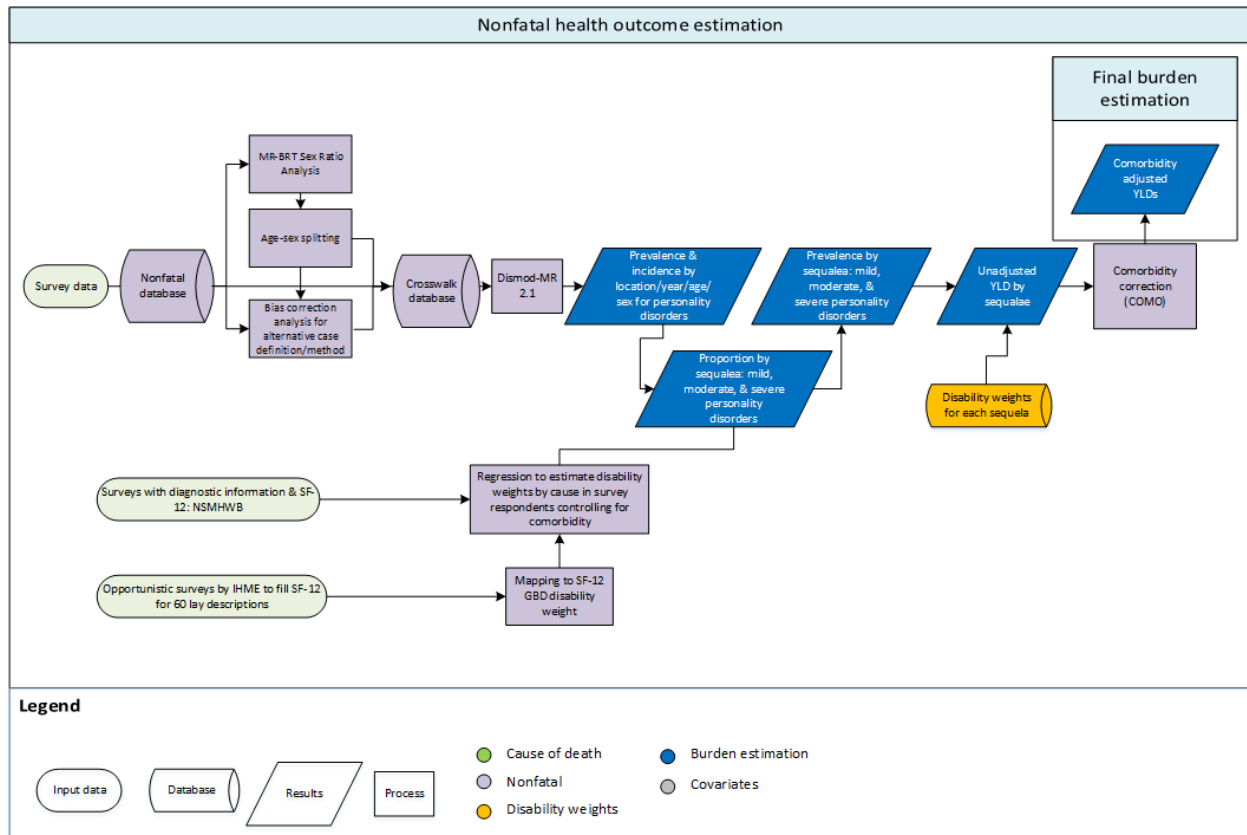 Nonfatal health outcome estimation
Final burden
estimation
MR-BRT Sex Ratio
Analysis
Comorbidity
adjusted
YLDs
Age-sex splitting
Survey data
Nonfatal
database
Bias correction
analysis for
alternative case
definition/method
Crosswalk
database
Dismod-MR
2.1
Prevalence &
incidence by
location/year/age/
sex for personality
disorders
Prevalence by
sequalea: mild,
moderate, &
severe personality
disorders
Unadjusted
YLD by
sequalae
Comorbidity
correction
(COMO)
Proportion by
sequalea: mild,
moderate, & severe
personality
disorders
Disability weights
for each sequela
Surveys with diagnostic information & SF-
12: NSMHWB
Regression to estimate disability
weights by cause in survey
respondents controlling for
comorbidity
Opportunistic surveys by IHME to fill SF-12
for 60 lay descriptions
Mapping to SF-12
GBD disability
weight
Legend
Input data
Database
Results
Process
Cause of death
Nonfatal
Disability weights
Burden estimation
Covariates